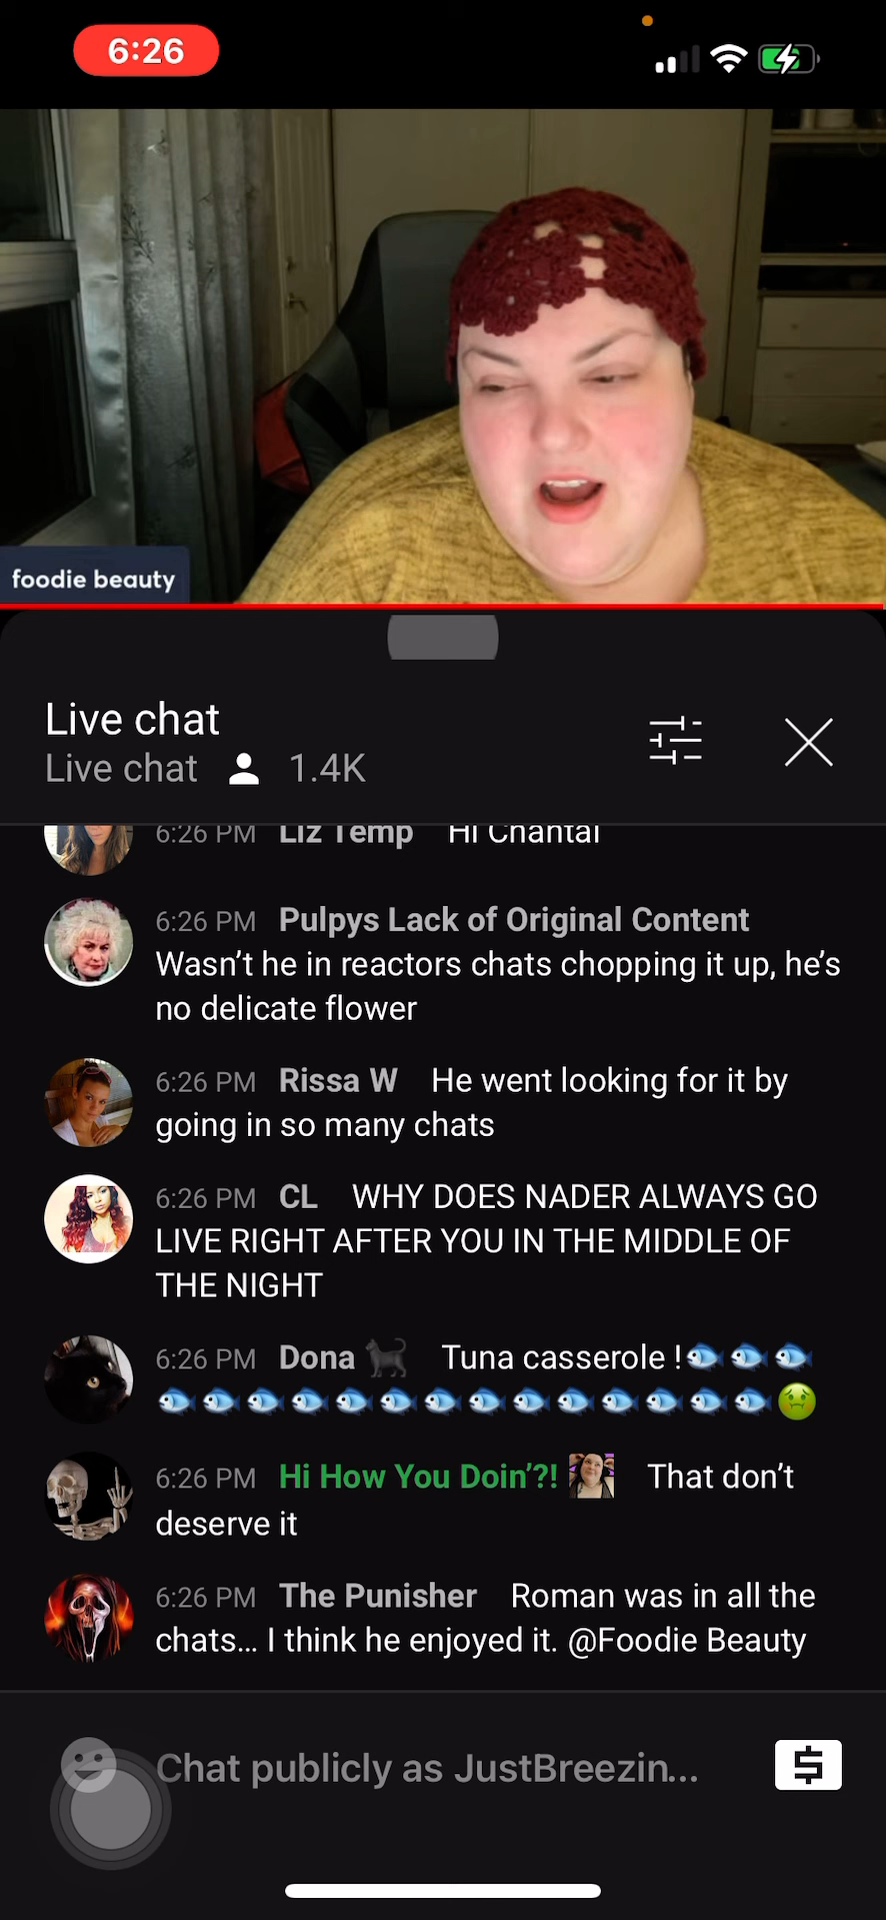 6:26
foodie beauty
Live chat
Live chat 1.4K
6:26 PM Liz Temp Hi Chantal
6:26 PM Pulpys Lack of Original Content
Wasn’t he in reactors chats chopping it up, he’s
no delicate flower
6:26 PM Rissa W He went looking for it by
going in so many chats
6:26 PM CL WHY DOES NADER ALWAYS GO
LIVE RIGHT AFTER YOU IN THE MIDDLE OF
THE NIGHT
6:26 PM Dona 🐈‍⬛ Tuna casserole !🐟🐟🐟
🐟🐟🐟🐟🐟🐟🐟🐟🐟🐟🐟🐟🐟🐟🤢
6:26 PM Hi How You Doin’?! That don’t
deserve it
6:26 PM The Punisher Roman was in all the
chats... I think he enjoyed it. @Foodie Beauty
Chat publicly as JustBreezin...